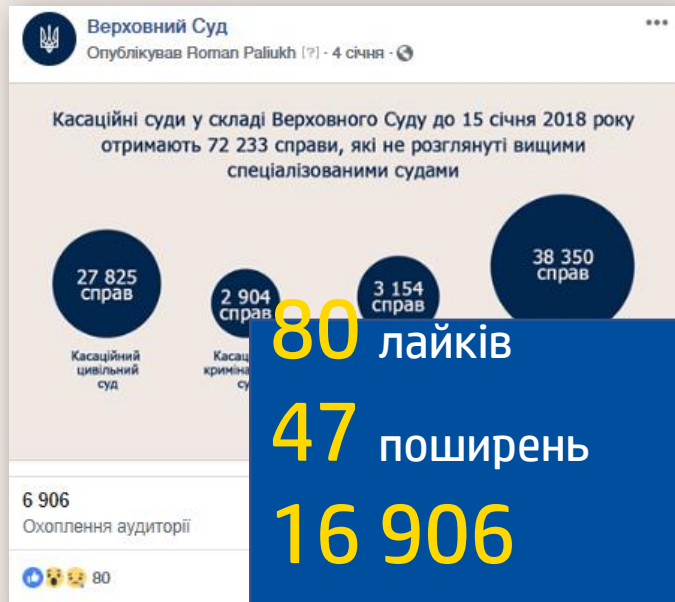 Верховний Суд
Опублікував Roman Paliukh [?] · 4 січня ·
Касаційні суди у складі Верховного Суду до 15 січня 2018 року
отримають 72 233 справи, які не розглянуті вищими
спеціалізованими судами
27 825
справ
2 904
справ
3 154
справ
38 350
справ
Касаційний
цивільний
суд
80 лайків
47 поширень
16 906
6 906
Охоплення аудиторії
80